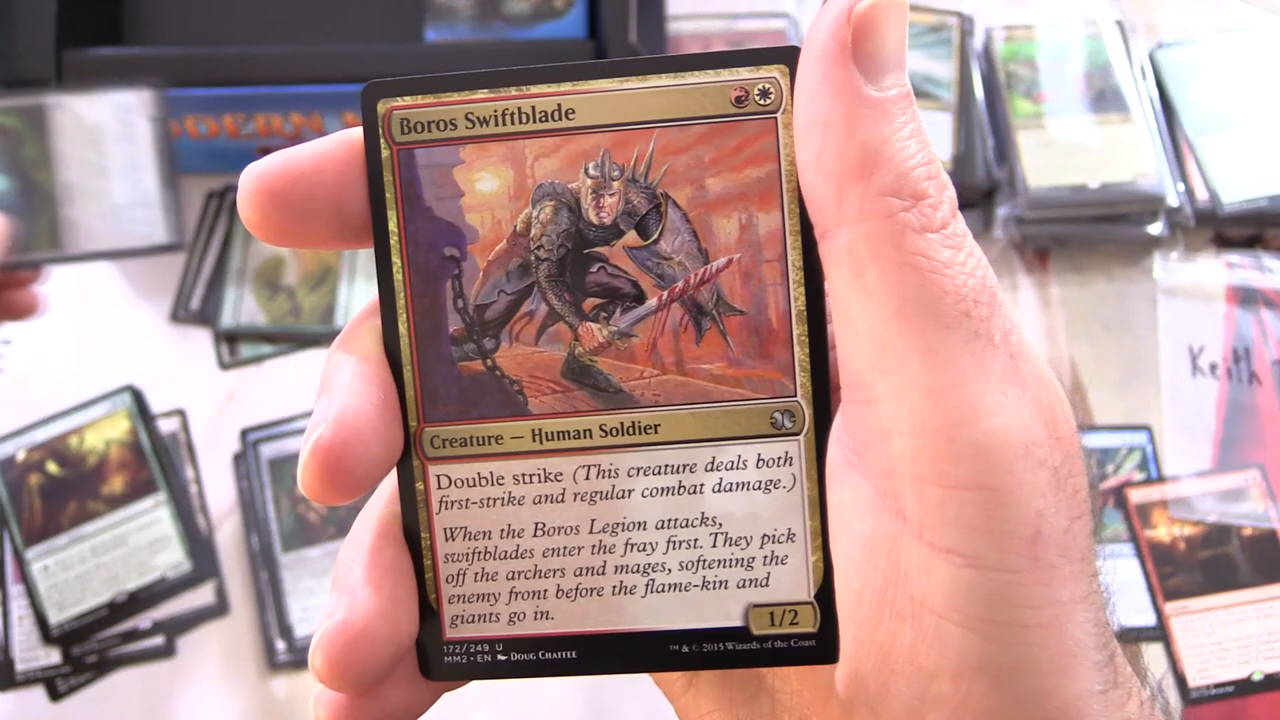 ODERN
Boros Swiftblade
Creature — Human Soldier
Double strike (This creature deals both
first-strike and regular combat damage.)
When the Boros Legion attacks,
swiftblades enter the fray first. They pick
off the archers and mages, softening the
enemy front before the flame-kin and
giants go in.
1/2
172/249 U
MM2 • EN Doug Chaffee
™ & © 2015 Wizards of the Coast
Keith